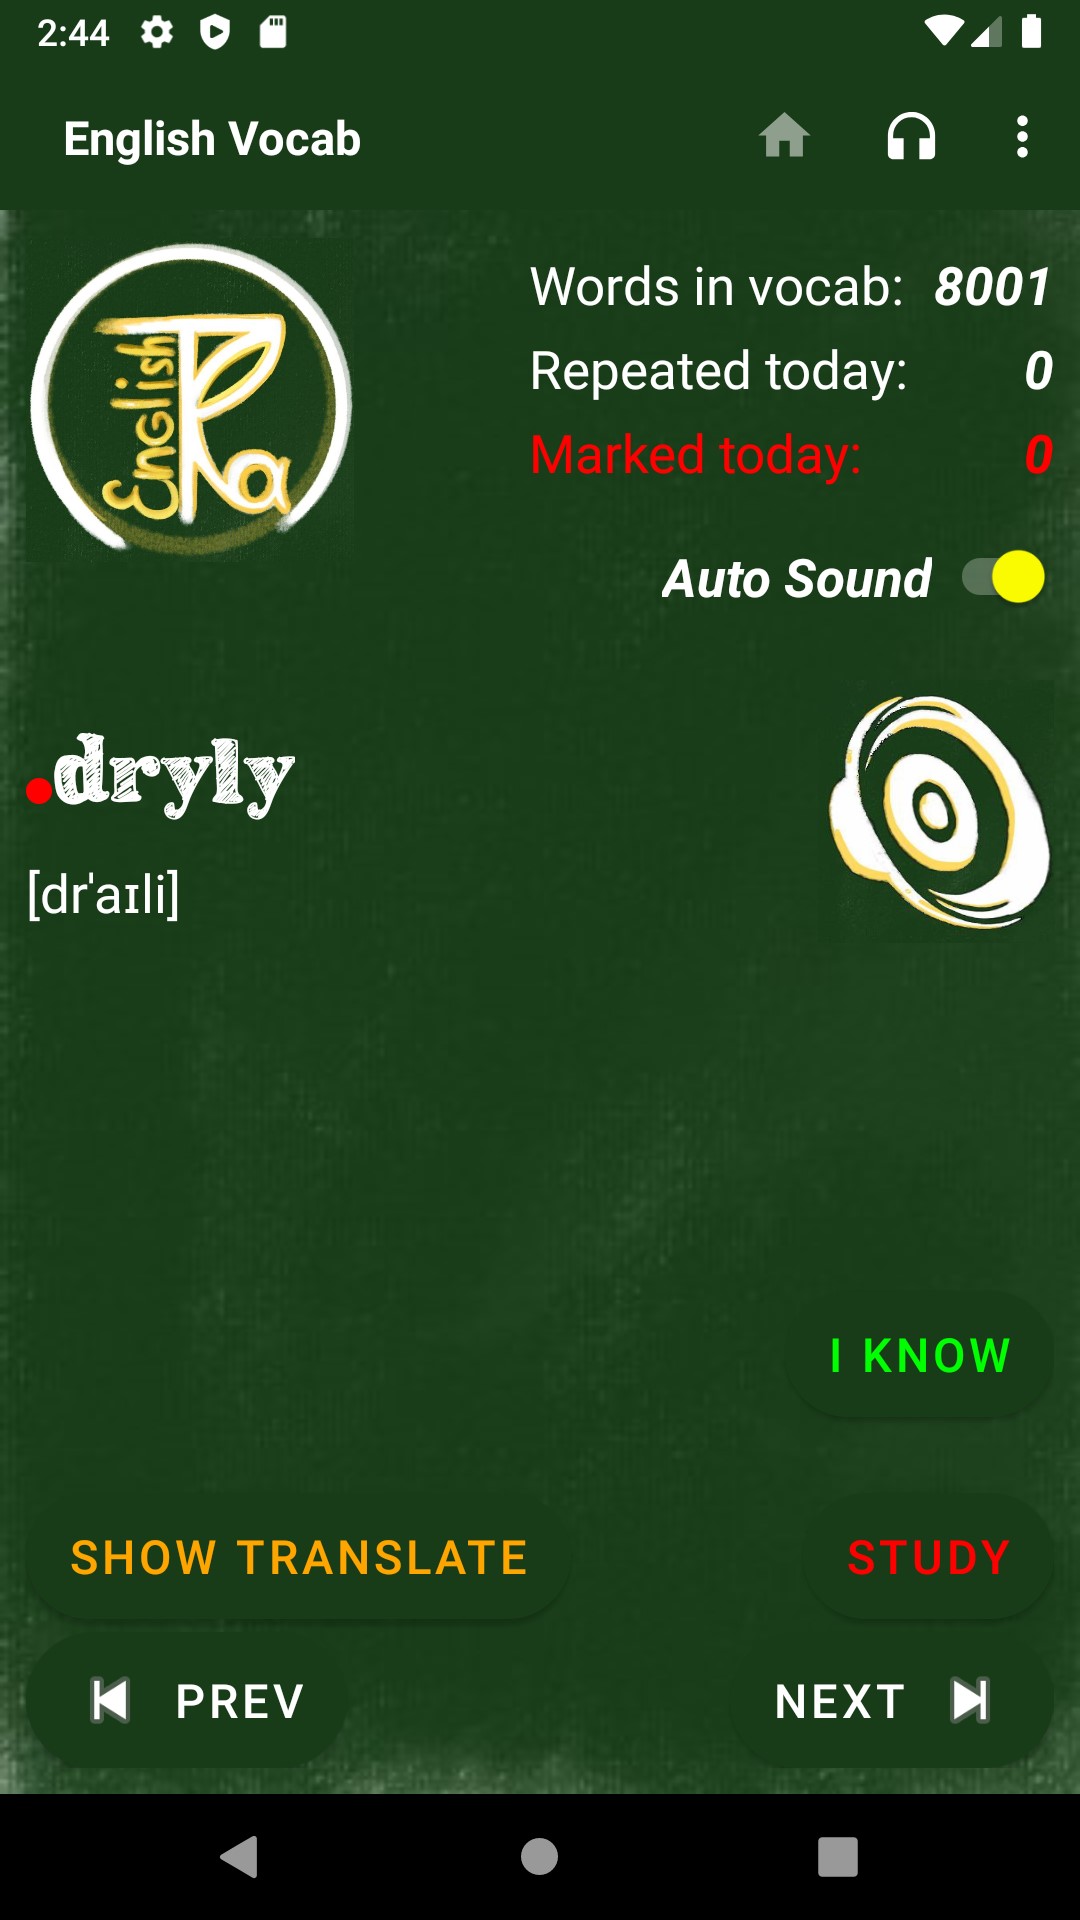 2:44
English Vocab
English Ra
Words in vocab: 8001
Repeated today: 0
Marked today: 0
Auto Sound
dryly
[dr'aɪli]
I KNOW
SHOW TRANSLATE
STUDY
PREV
NEXT